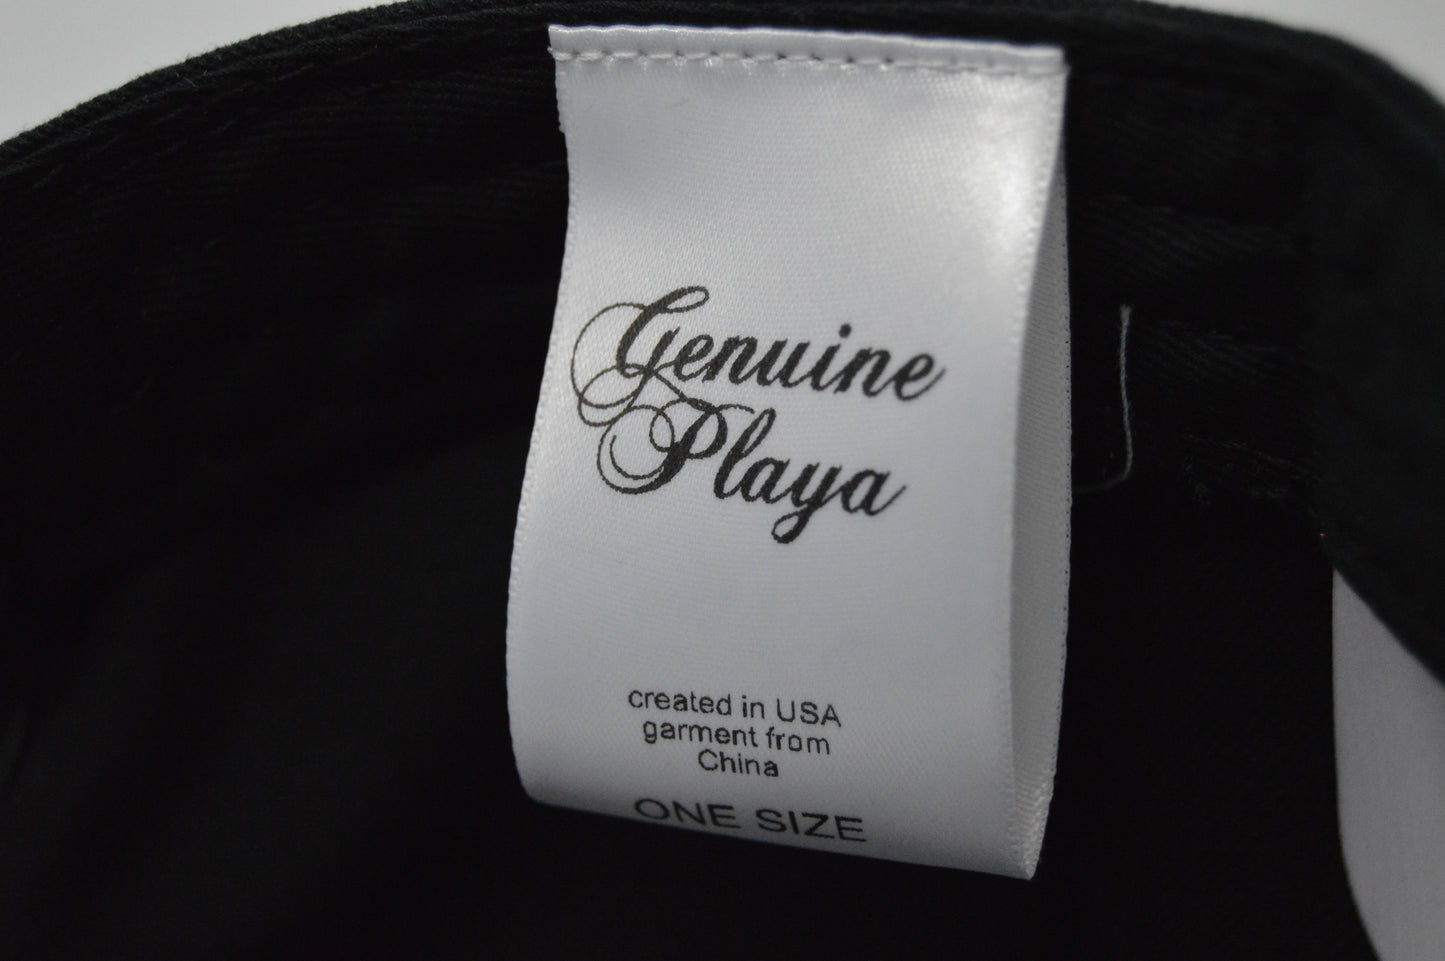 Genuine
Playa
created in USA
garment from
China
ONE SIZE